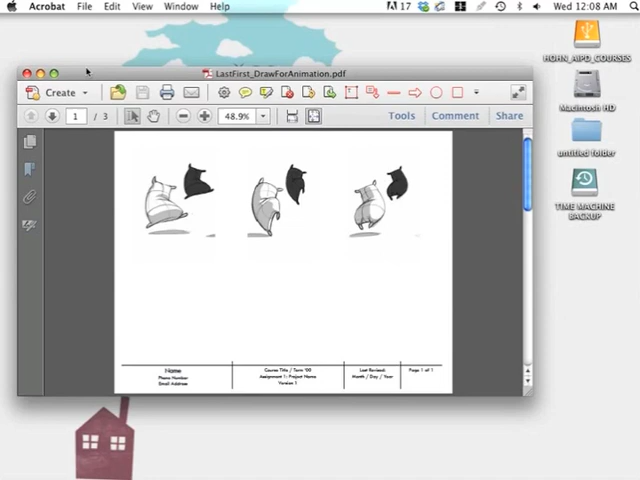 Acrobat File Edit View Window Help
17
Wed 12:08 AM
HOHN_AIPD_COURSES
LastFirst_DrawForAnimation.pdf
Create
Macintosh HD
1 / 3
48.9%
Tools Comment Share
untitled folder
TIME MACHINE
BACKUP
Name
Phone Number
Email Address
Course Title / Term '00
Assignment 1: Project Name
Version 1
Last Revised:
Month / Day / Year
Page 1 of 1